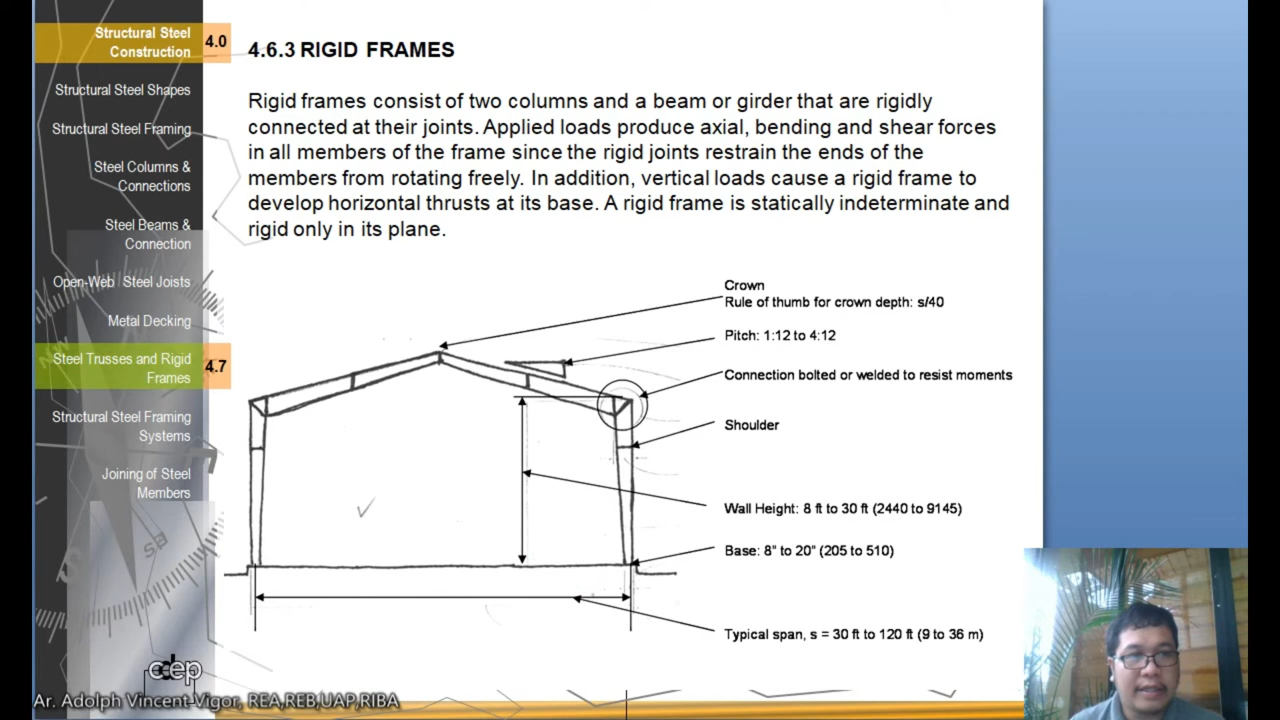 Structural Steel
Construction
4.0
Structural Steel Shapes
Structural Steel Framing
Steel Columns &
Connections
Steel Beams &
Connection
Open-Web Steel Joists
Metal Decking
Steel Trusses and Rigid
Frames
4.7
Structural Steel Framing
Systems
Joining of Steel
Members
4.6.3 RIGID FRAMES
Rigid frames consist of two columns and a beam or girder that are rigidly
connected at their joints. Applied loads produce axial, bending and shear forces
in all members of the frame since the rigid joints restrain the ends of the
members from rotating freely. In addition, vertical loads cause a rigid frame to
develop horizontal thrusts at its base. A rigid frame is statically indeterminate and
rigid only in its plane.
Crown
Rule of thumb for crown depth: s/40
Pitch: 1:12 to 4:12
Connection bolted or welded to resist moments
Shoulder
Wall Height: 8 ft to 30 ft (2440 to 9145)
Base: 8" to 20" (205 to 510)
Typical span, s = 30 ft to 120 ft (9 to 36 m)
SE
cdep
Ar. Adolph Vincent Vigor, REA,REB,UAP,RIBA